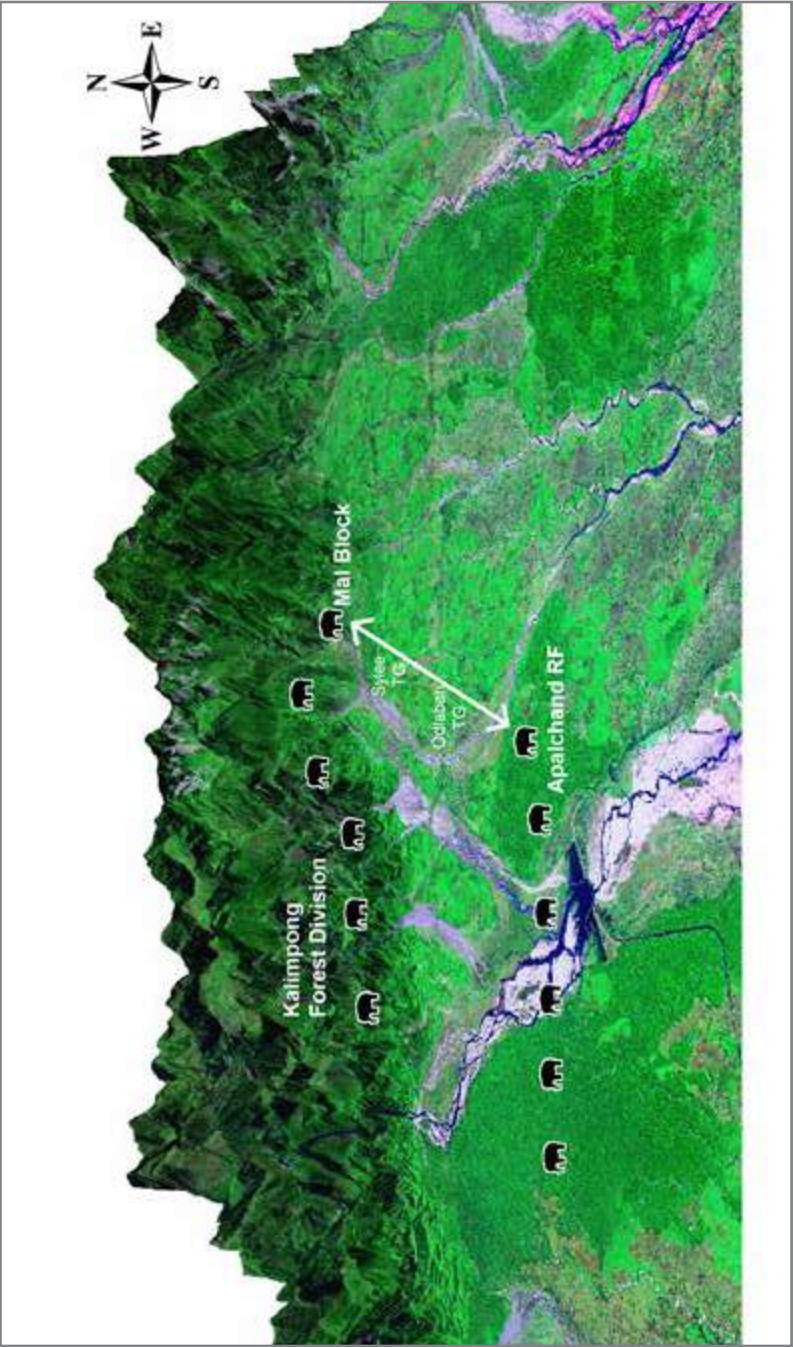 N
E
W
S
Kalimpong
Forest Division
Mal Block
Sylee
TG
Odlabari
TG
Apalchand RF